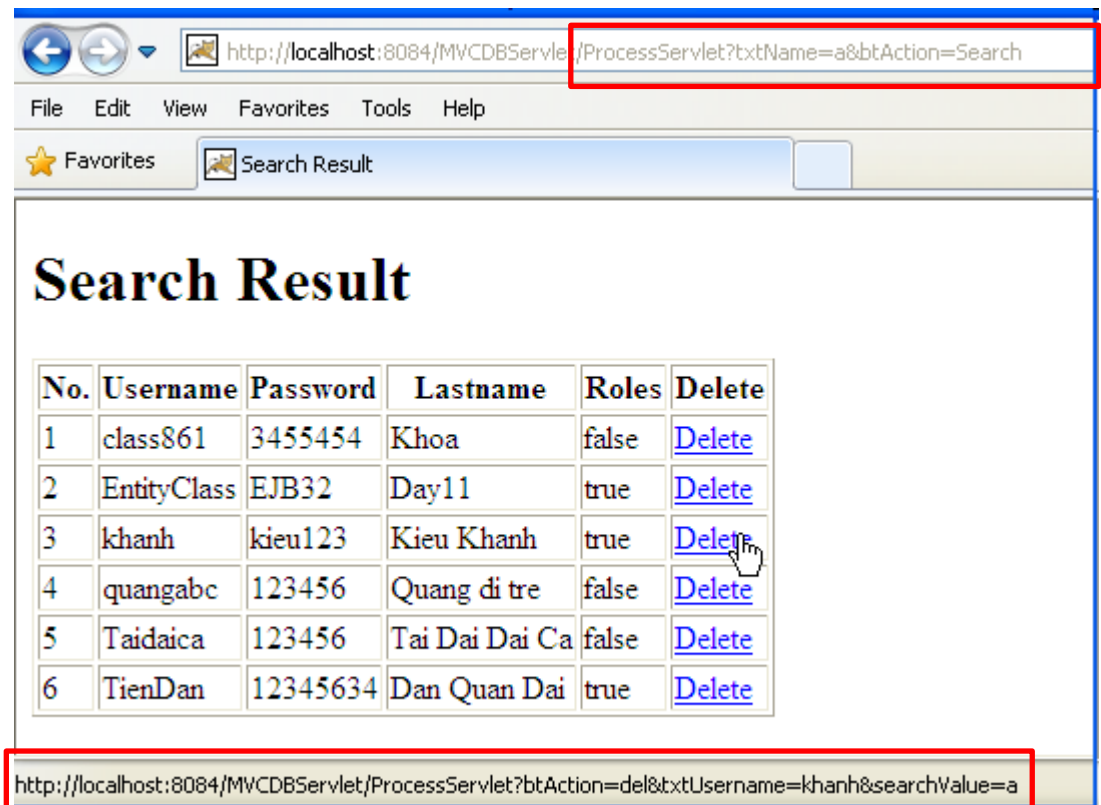 http://localhost:8084/MVCDBServlet/ProcessServlet?txtName=a&btAction=Search
File Edit View Favorites Tools Help
Favorites Search Result
Search Result
No. Username Password Lastname Roles Delete
1 class861 3455454 Khoa false Delete
2 EntityClass EJB32 Day11 true Delete
3 khanh kieu123 Kieu Khanh true Delete
4 quangabc 123456 Quang di tre false Delete
5 Taidaica 123456 Tai Dai Dai Ca false Delete
6 TienDan 12345634 Dan Quan Dai true Delete
http://localhost:8084/MVCDBServlet/ProcessServlet?btAction=del&txtUsername=khanh&searchValue=a